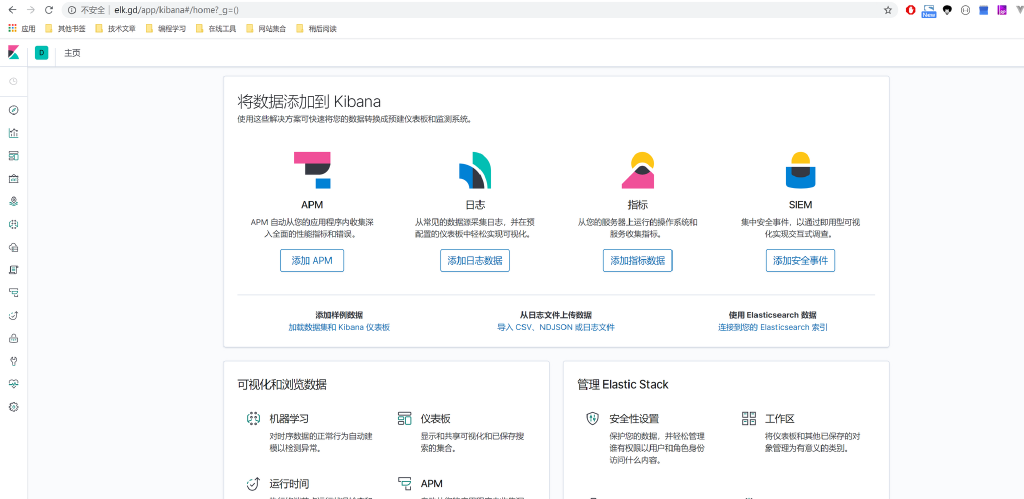 不安全 | elk.gd/app/kibana#/home?_g=()
New
应用 其他书签 技术文章 编程学习 在线工具 网站集合 稍后阅读
D 主页
将数据添加到 Kibana
使用这些解决方案可快速将您的数据转换成预建仪表板和监测系统。
APM
APM 自动从您的应用程序内收集深
入全面的性能指标和错误。
添加 APM
日志
从常见的数据源采集日志，并在预
配置的仪表板中轻松实现可视化。
添加日志数据
指标
从您的服务器上运行的操作系统和
服务收集指标。
添加指标数据
SIEM
集中安全事件，以通过即用型可视
化实现交互式调查。
添加安全事件
添加样例数据
加载数据集和 Kibana 仪表板
从日志文件上传数据
导入 CSV、NDJSON 或日志文件
使用 Elasticsearch 数据
连接到您的 Elasticsearch 索引
可视化和浏览数据
机器学习
对时序数据的正常行为自动建
模以检测异常。
仪表板
显示和共享可视化和已保存搜
索的集合。
运行时间
APM
管理 Elastic Stack
安全性设置
保护您的数据，并轻松管理
谁有权限以用户和角色身份
访问什么内容。
工作区
将仪表板和其他已保存的对
象管理为有意义的类别。